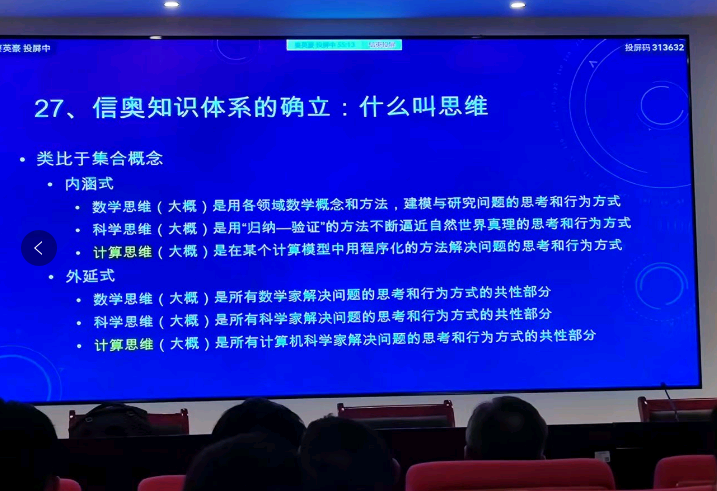 英豪 投屏中
投屏码 313632
27、信奥知识体系的确立：什么叫思维
• 类比于集合概念
• 内涵式
• 数学思维（大概）是用各领域数学概念和方法，建模与研究问题的思考和行为方式
• 科学思维（大概）是用“归纳—验证”的方法不断逼近自然世界真理的思考和行为方式
• 计算思维（大概）是在某个计算模型中用程序化的方法解决问题的思考和行为方式
• 外延式
• 数学思维（大概）是所有数学家解决问题的思考和行为方式的共性部分
• 科学思维（大概）是所有科学家解决问题的思考和行为方式的共性部分
• 计算思维（大概）是所有计算机科学家解决问题的思考和行为方式的共性部分